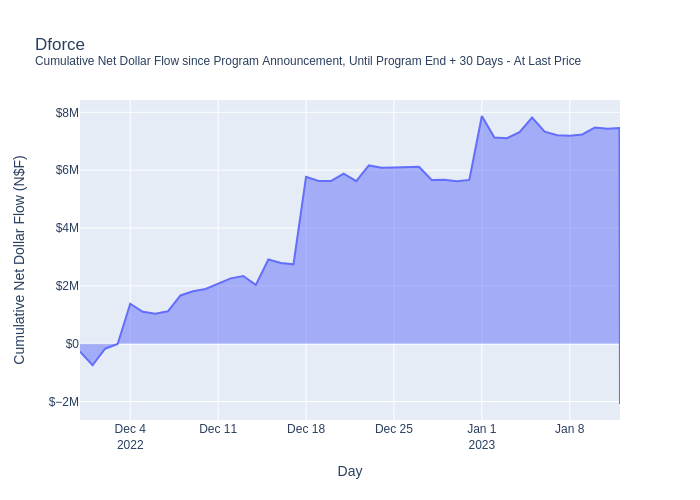 Dforce
Cumulative Net Dollar Flow since Program Announcement, Until Program End + 30 Days - At Last Price
Cumulative Net Dollar Flow (N$F)
$8M
$6M
$4M
$2M
$0
$−2M
Dec 4
2022
Dec 11
Dec 18
Dec 25
Jan 1
2023
Jan 8
Day